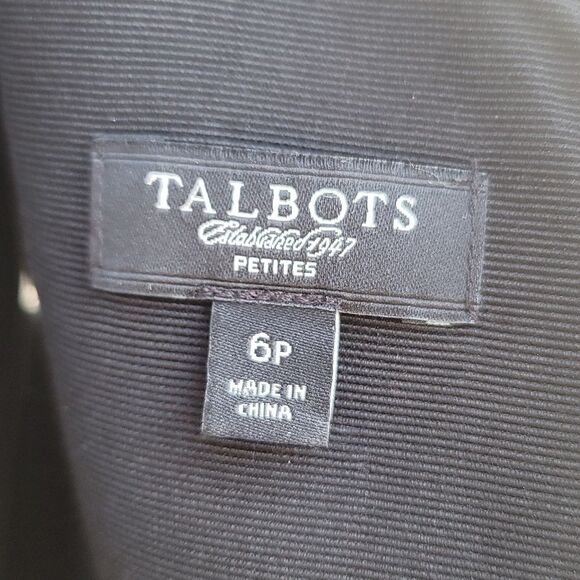 TALBOTS
Established 1947
PETITES
6P
MADE IN
CHINA